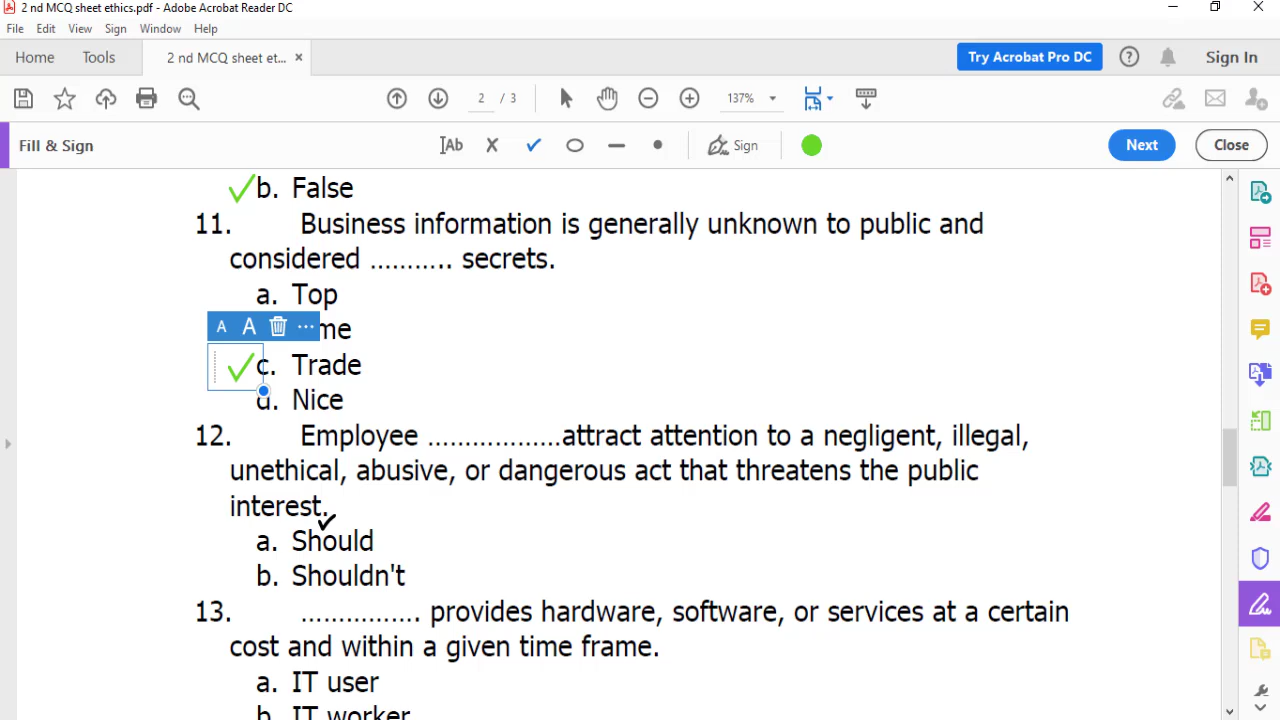 2 nd MCQ sheet ethics.pdf - Adobe Acrobat Reader DC
File Edit View Sign Window Help
Home Tools 2 nd MCQ sheet et... × Try Acrobat Pro DC Sign In
2 / 3 137%
Fill & Sign Ab Sign Next Close
b. False
11. Business information is generally unknown to public and
considered ……….. secrets.
a. Top
A A ... me
c. Trade
d. Nice
12. Employee ………………attract attention to a negligent, illegal,
unethical, abusive, or dangerous act that threatens the public
interest.
a. Should
b. Shouldn't
13. ……………. provides hardware, software, or services at a certain
cost and within a given time frame.
a. IT user
b. IT worker